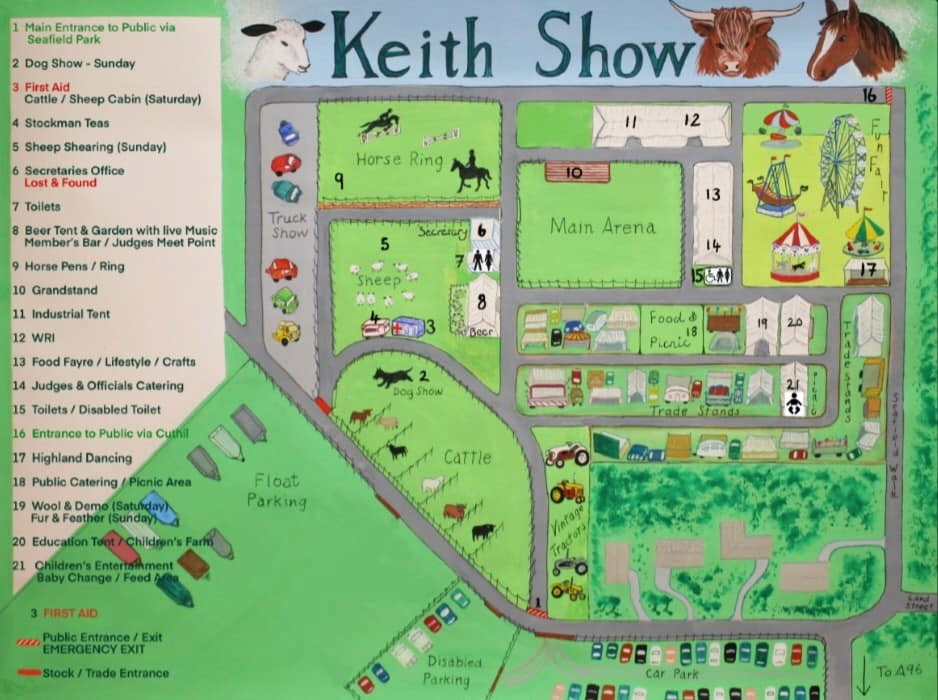 Keith Show
1 Main Entrance to Public via
Seafield Park
2 Dog Show - Sunday
3 First Aid
Cattle / Sheep Cabin (Saturday)
4 Stockman Teas
5 Sheep Shearing (Sunday)
6 Secretaries Office
Lost & Found
7 Toilets
8 Beer Tent & Garden with live Music
Member's Bar / Judges Meet Point
9 Horse Pens / Ring
10 Grandstand
11 Industrial Tent
12 WRI
13 Food Fayre / Lifestyle / Crafts
14 Judges & Officials Catering
15 Toilets / Disabled Toilet
16 Entrance to Public via Cuthil
17 Highland Dancing
18 Public Catering / Picnic Area
19 Wool & Demo (Saturday)
Fur & Feather (Sunday)
20 Education Tent / Children's Farm
21 Children's Entertainment
Baby Change / Feed Area
3 FIRST AID
Public Entrance / Exit
EMERGENCY EXIT
Stock / Trade Entrance
16
11 12
Fun Fair
Horse Ring
9
10
13
Main Arena
Truck
Show
Secretary 6
5
7
14
15
17
Sheep
8
4
3
Beer
Food &
18
Picnic
19
20
Trade Stands
2
Dog Show
21
Picnic
Trade Stands
Seafield Walk
Cattle
Float
Parking
Vintage
Tractors
1
Land
Street
Disabled
Parking
Car Park
To A96